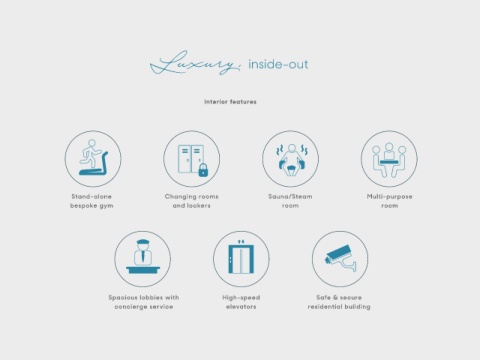 Luxury, inside-out
Interior features
Stand-alone
bespoke gym
Changing rooms
and lockers
Sauna/Steam
room
Multi-purpose
room
Spacious lobbies with
concierge service
High-speed
elevators
Safe & secure
residential building